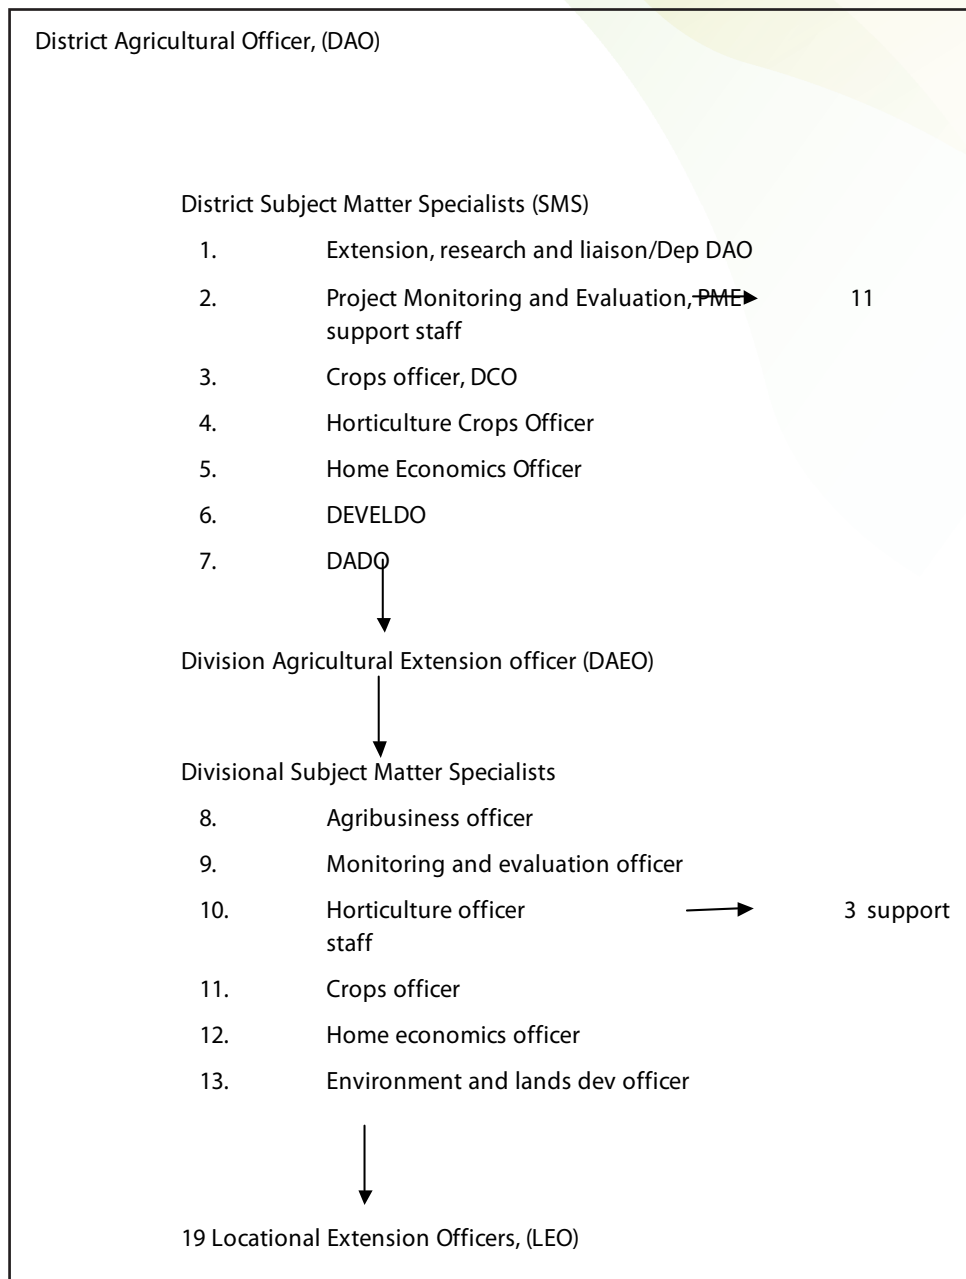 District Agricultural Officer, (DAO)
District Subject Matter Specialists (SMS)
1. Extension, research and liaison/Dep DAO
2. Project Monitoring and Evaluation, PME 11
support staff
3. Crops officer, DCO
4. Horticulture Crops Officer
5. Home Economics Officer
6. DEVELDO
7. DADO
Division Agricultural Extension officer (DAEO)
Divisional Subject Matter Specialists
8. Agribusiness officer
9. Monitoring and evaluation officer
10. Horticulture officer 3 support
staff
11. Crops officer
12. Home economics officer
13. Environment and lands dev officer
19 Locational Extension Officers, (LEO)